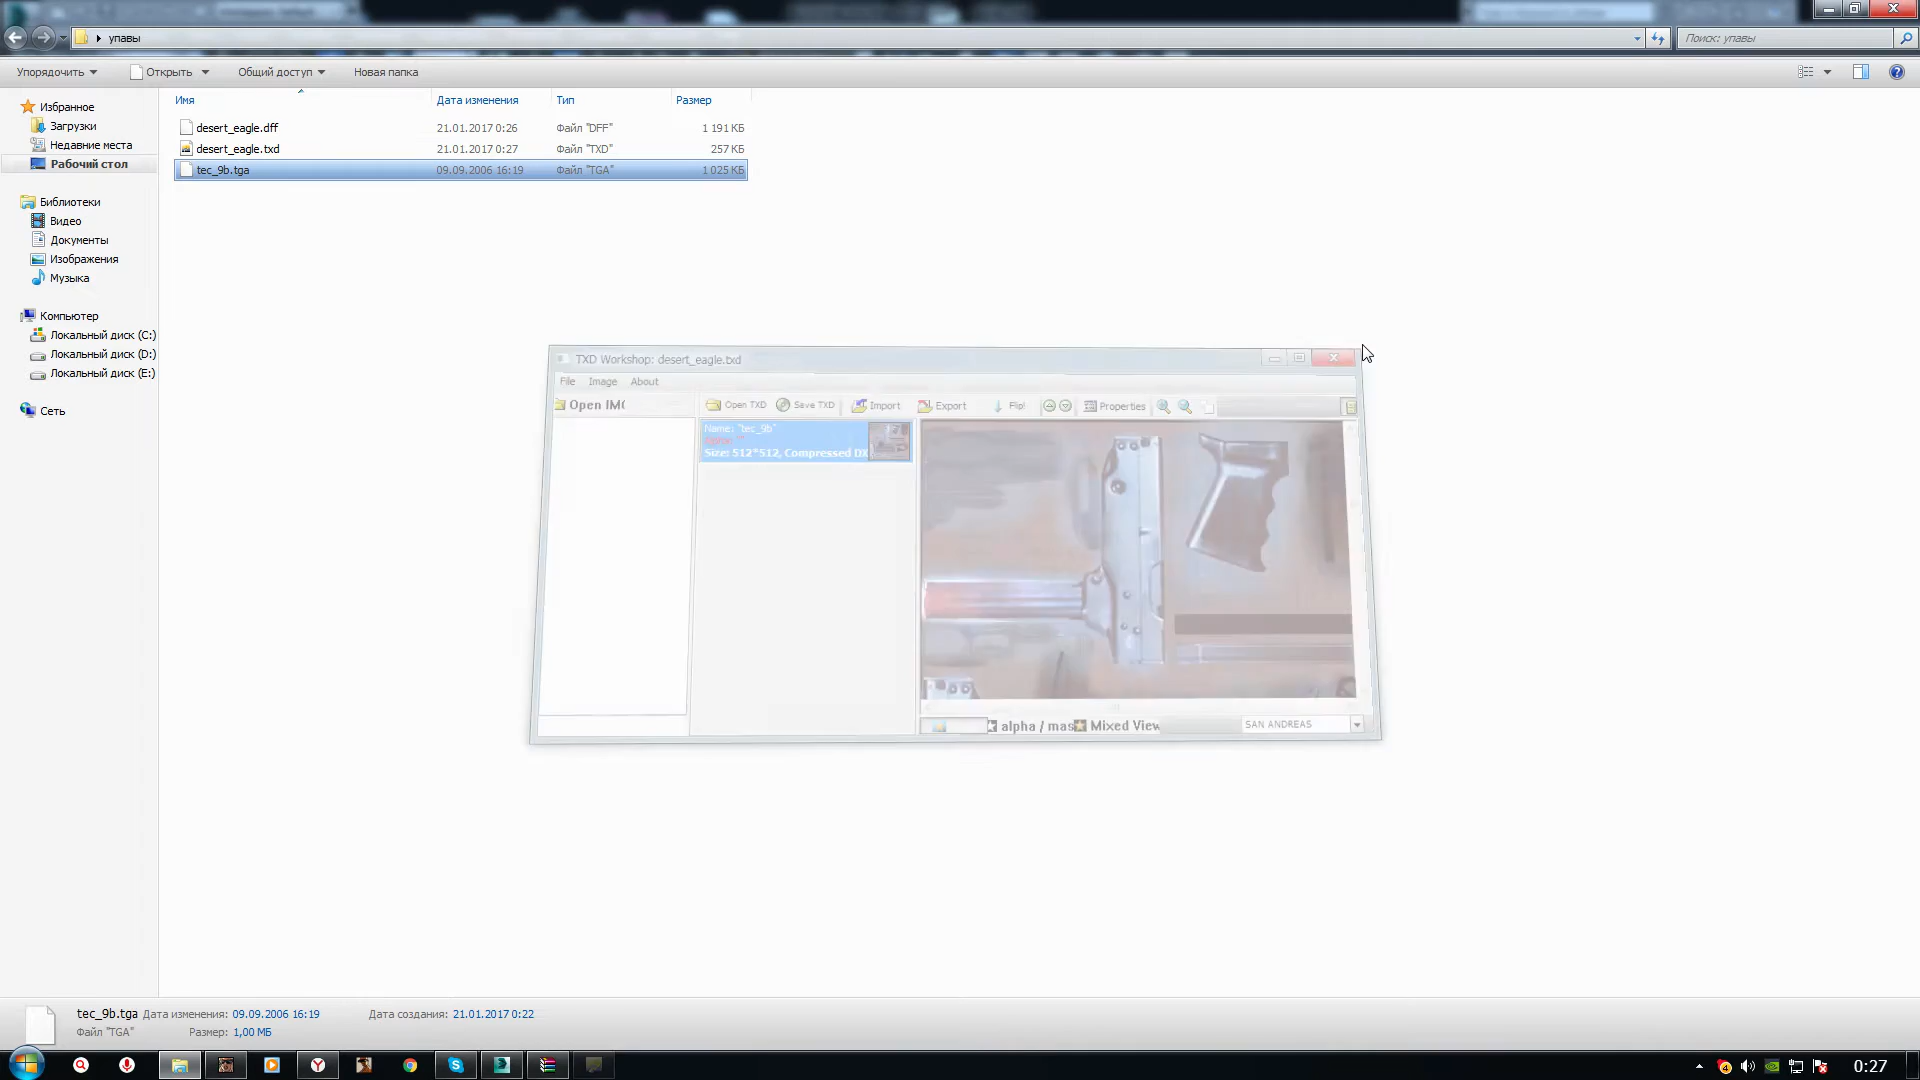 упавы
Поиск: упавы
Упорядочить
Открыть
Общий доступ
Новая папка
Имя
Дата изменения
Тип
Размер
desert_eagle.dff
21.01.2017 0:26
Файл "DFF"
1 191 КБ
desert_eagle.txd
21.01.2017 0:27
Файл "TXD"
257 КБ
tec_9b.tga
09.09.2006 16:19
Файл "TGA"
1 025 КБ
Избранное
Загрузки
Недавние места
Рабочий стол
Библиотеки
Видео
Документы
Изображения
Музыка
Компьютер
Локальный диск (C:)
Локальный диск (D:)
Локальный диск (E:)
Сеть
TXD Workshop: desert_eagle.txd
File
Image
About
Open IMG
Open TXD
Save TXD
Import
Export
Flip!
Properties
Name: "tec_9b"
Size: 512*512, Compressed DX
alpha / mas
Mixed View
SAN ANDREAS
tec_9b.tga
Дата изменения: 09.09.2006 16:19
Дата создания: 21.01.2017 0:22
Файл "TGA"
Размер: 1,00 МБ
0:27